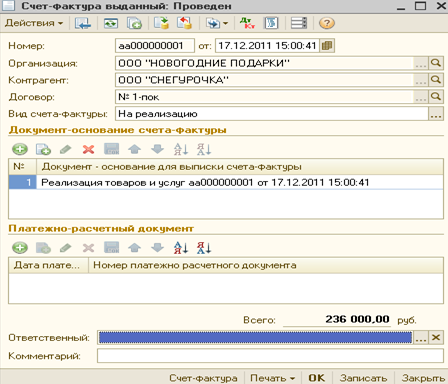 Счет-фактура выданный: Проведен
Действия
Дт Кт
Номер: аа000000001 от: 17.12.2011 15:00:41
Организация: ООО "НОВОГОДНИЕ ПОДАРКИ"
Контрагент: ООО "СНЕГУРОЧКА"
Договор: № 1-пок
Вид счета-фактуры: На реализацию
Документ-основание счета-фактуры
№ Документ - основание для выписки счета-фактуры
1 Реализация товаров и услуг аа000000001 от 17.12.2011 15:00:41
Платежно-расчетный документ
Дата плате... Номер платежно расчетного документа
Всего: 236 000,00 руб.
Ответственный:
Комментарий:
Счет-фактура Печать OK Записать Закрыть